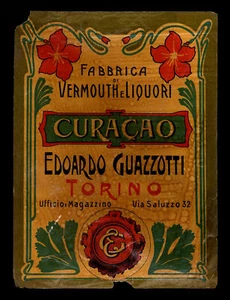 FABBRICA
DI
VERMOUTH E LIQUORI
CURAÇAO
EDOARDO GUAZZOTTI
TORINO
Ufficio e Magazzino Via Saluzzo 32